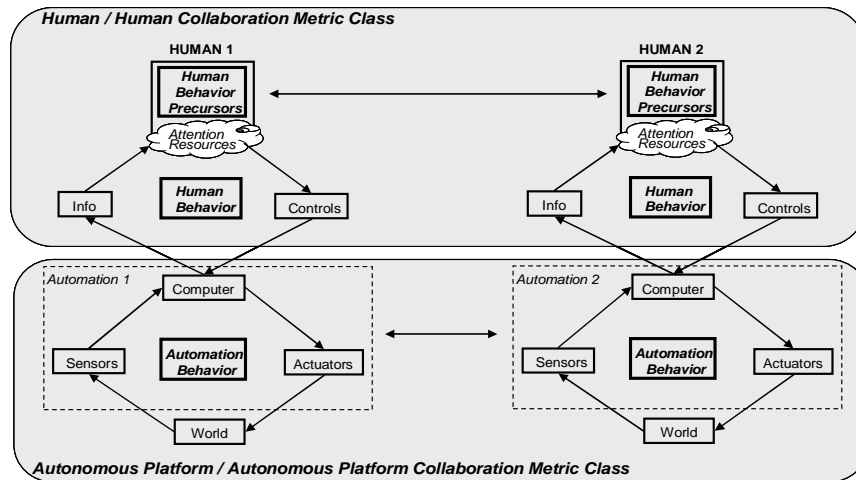 Human / Human Collaboration Metric Class
HUMAN 1
HUMAN 2
Human
Behavior
Precursors
Human
Behavior
Precursors
Attention
Resources
Attention
Resources
Info
Human
Behavior
Controls
Info
Human
Behavior
Controls
Automation 1
Computer
Automation 2
Computer
Sensors
Automation
Behavior
Actuators
Sensors
Automation
Behavior
Actuators
World
World
Autonomous Platform / Autonomous Platform Collaboration Metric Class